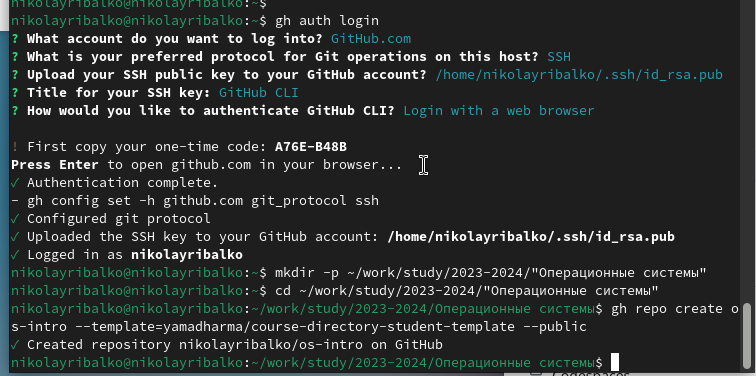 nikolayribalko@nikolayribalko:~$
nikolayribalko@nikolayribalko:~$ gh auth login
? What account do you want to log into? GitHub.com
? What is your preferred protocol for Git operations on this host? SSH
? Upload your SSH public key to your GitHub account? /home/nikolayribalko/.ssh/id_rsa.pub
? Title for your SSH key: GitHub CLI
? How would you like to authenticate GitHub CLI? Login with a web browser
! First copy your one-time code: A76E-B48B
Press Enter to open github.com in your browser...
✓ Authentication complete.
- gh config set -h github.com git_protocol ssh
✓ Configured git protocol
✓ Uploaded the SSH key to your GitHub account: /home/nikolayribalko/.ssh/id_rsa.pub
✓ Logged in as nikolayribalko
nikolayribalko@nikolayribalko:~$ mkdir -p ~/work/study/2023-2024/"Операционные системы"
nikolayribalko@nikolayribalko:~$ cd ~/work/study/2023-2024/"Операционные системы"
nikolayribalko@nikolayribalko:~/work/study/2023-2024/Операционные системы$ gh repo create o
s-intro --template=yamadharma/course-directory-student-template --public
✓ Created repository nikolayribalko/os-intro on GitHub
nikolayribalko@nikolayribalko:~/work/study/2023-2024/Операционные системы$